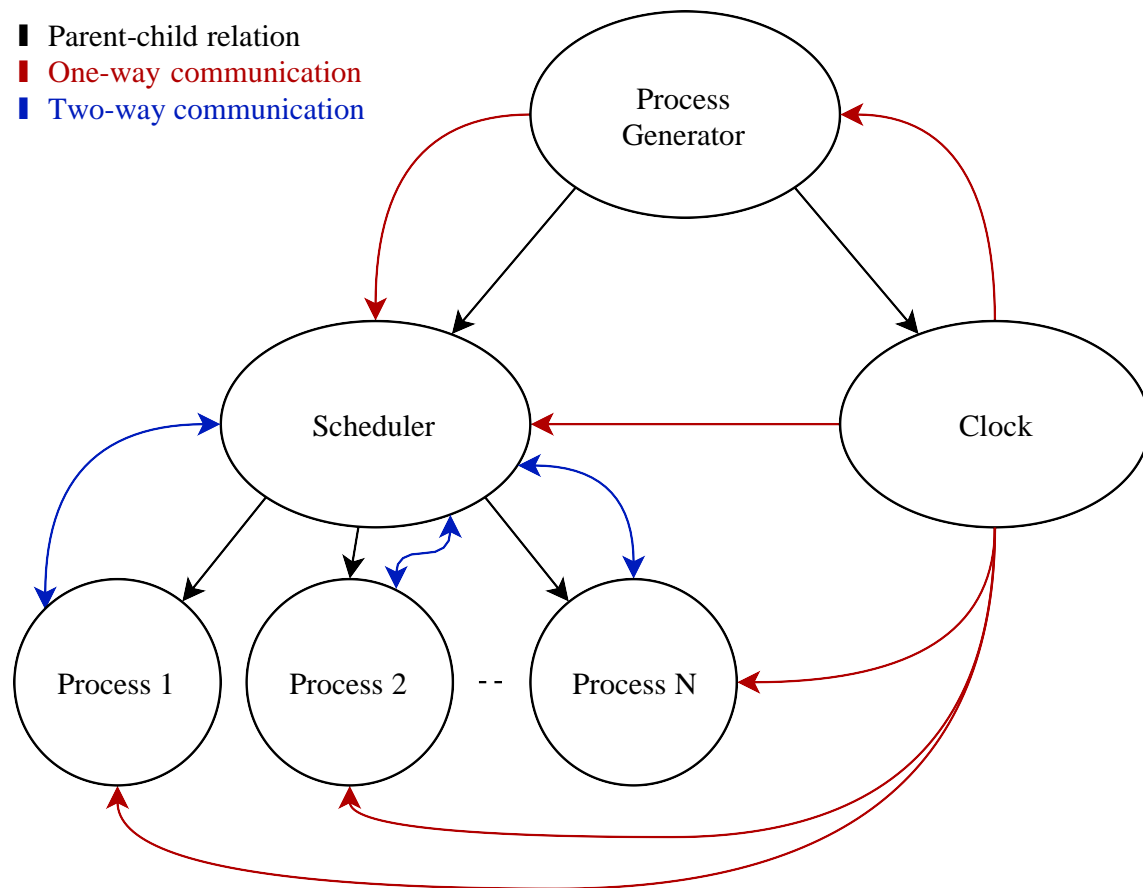 Parent-child relation
One-way communication
Two-way communication
Process
Generator
Scheduler
Clock
Process 1
Process 2
--
Process N